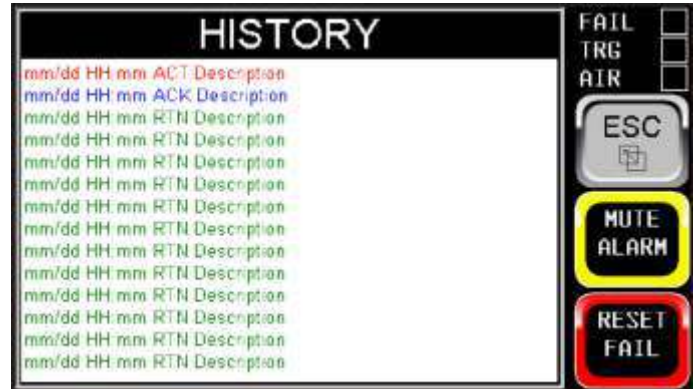 HISTORY
mm/dd HH:mm ACT Description
mm/dd HH:mm ACK Description
mm/dd HH:mm RTN Description
mm/dd HH:mm RTN Description
mm/dd HH:mm RTN Description
mm/dd HH:mm RTN Description
mm/dd HH:mm RTN Description
mm/dd HH:mm RTN Description
mm/dd HH:mm RTN Description
mm/dd HH:mm RTN Description
mm/dd HH:mm RTN Description
mm/dd HH:mm RTN Description
mm/dd HH:mm RTN Description
mm/dd HH:mm RTN Description
FAIL
TRG
AIR
ESC
MUTE
ALARM
RESET
FAIL